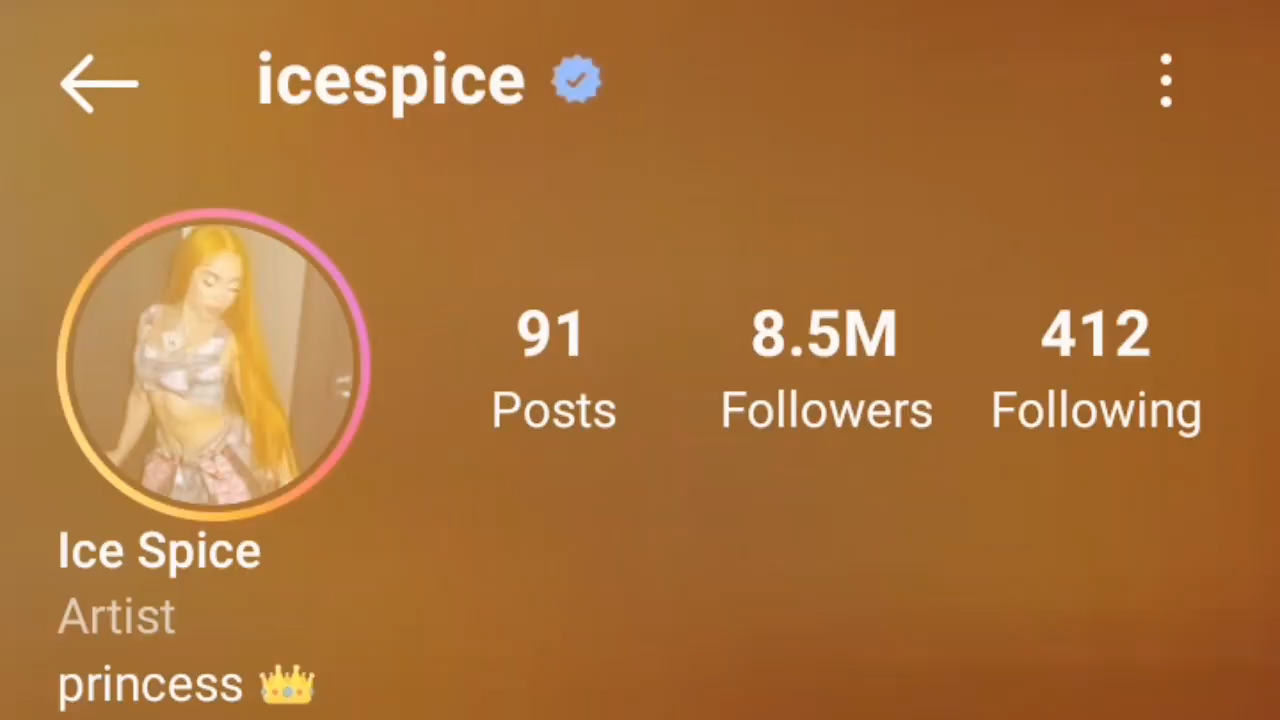 icespice
91 8.5M 412
Posts Followers Following
Ice Spice
Artist
princess 👑